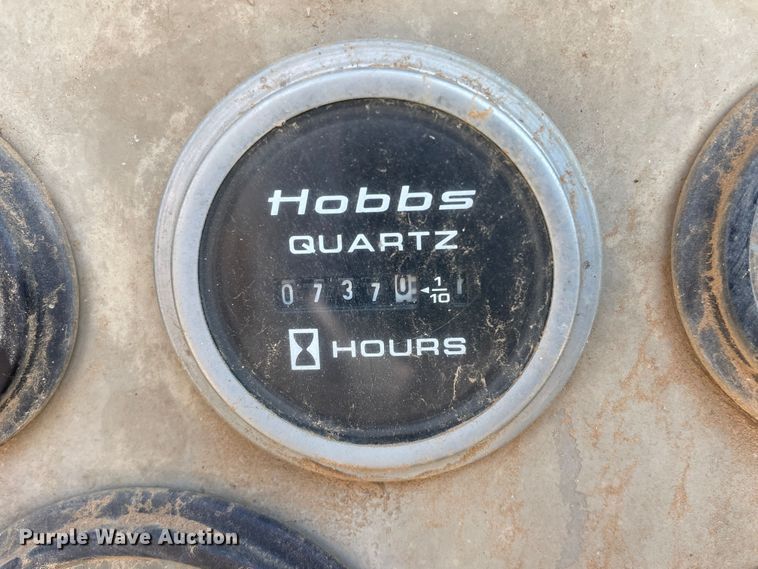 Hobbs
QUARTZ
0737 1/10
HOURS
Purple Wave Auction